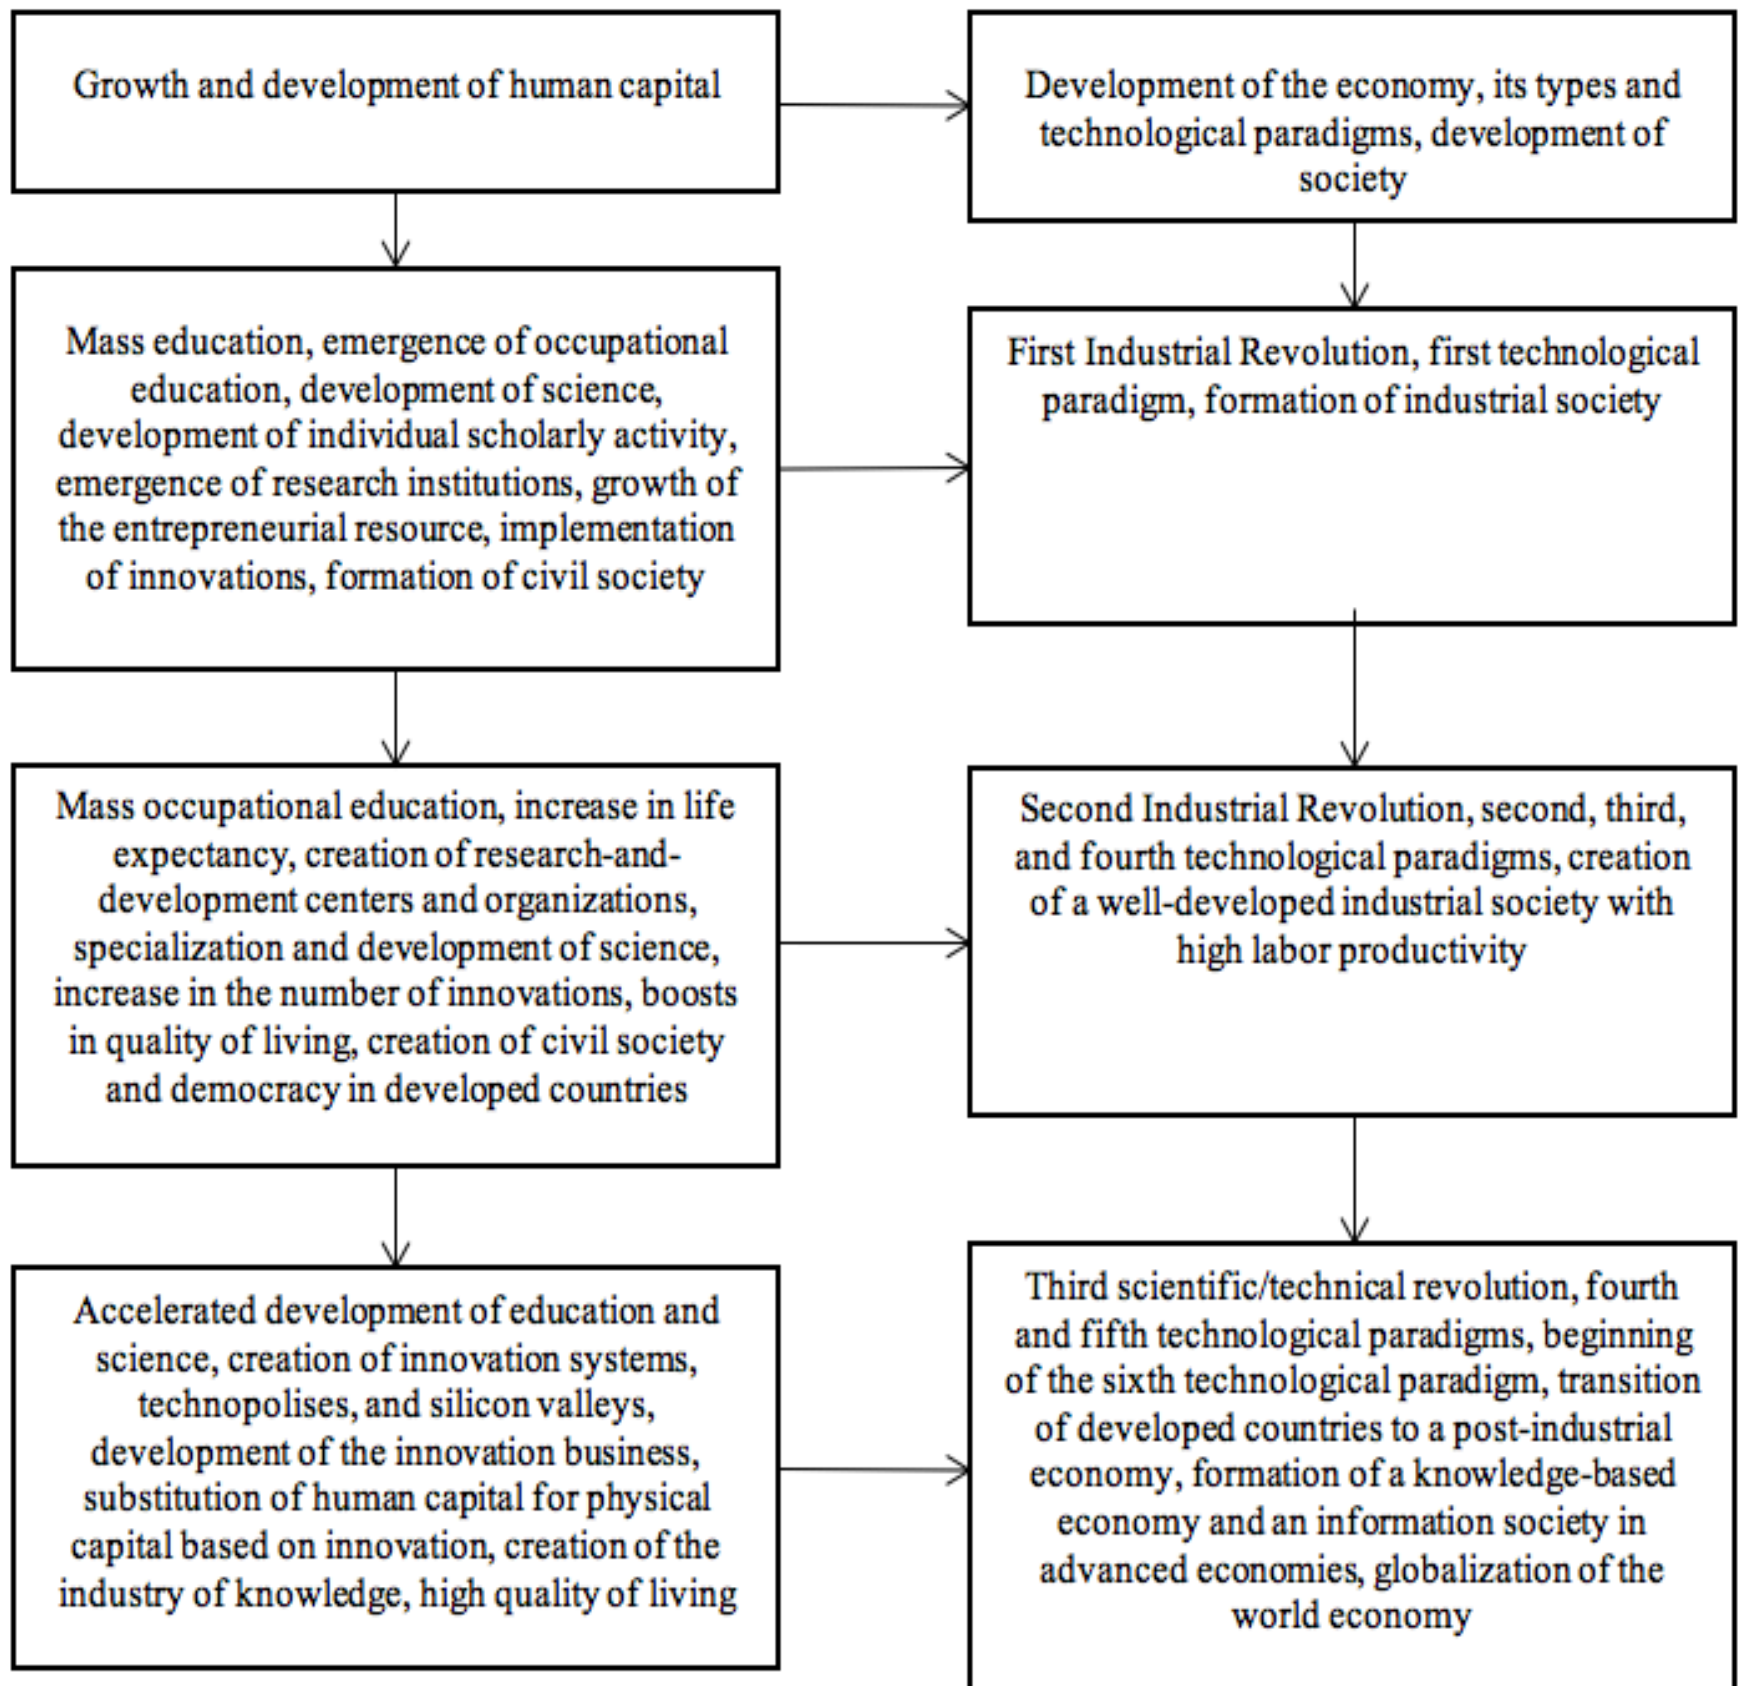 Growth and development of human capital
Development of the economy, its types and
technological paradigms, development of
society
Mass education, emergence of occupational
education, development of science,
development of individual scholarly activity,
emergence of research institutions, growth of
the entrepreneurial resource, implementation
of innovations, formation of civil society
First Industrial Revolution, first technological
paradigm, formation of industrial society
Mass occupational education, increase in life
expectancy, creation of research-and-
development centers and organizations,
specialization and development of science,
increase in the number of innovations, boosts
in quality of living, creation of civil society
and democracy in developed countries
Second Industrial Revolution, second, third,
and fourth technological paradigms, creation
of a well-developed industrial society with
high labor productivity
Accelerated development of education and
science, creation of innovation systems,
technopolises, and silicon valleys,
development of the innovation business,
substitution of human capital for physical
capital based on innovation, creation of the
industry of knowledge, high quality of living
Third scientific/technical revolution, fourth
and fifth technological paradigms, beginning
of the sixth technological paradigm, transition
of developed countries to a post-industrial
economy, formation of a knowledge-based
economy and an information society in
advanced economies, globalization of the
world economy